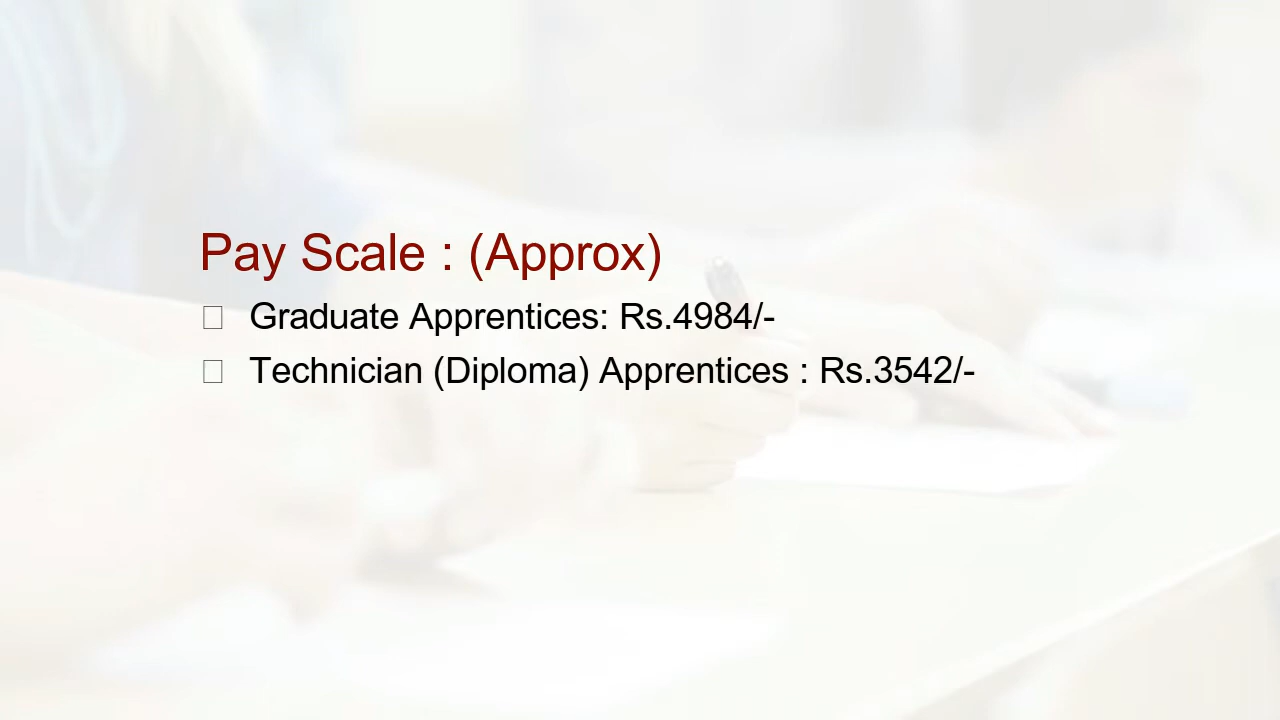 Pay Scale : (Approx)
Graduate Apprentices: Rs.4984/-
Technician (Diploma) Apprentices : Rs.3542/-